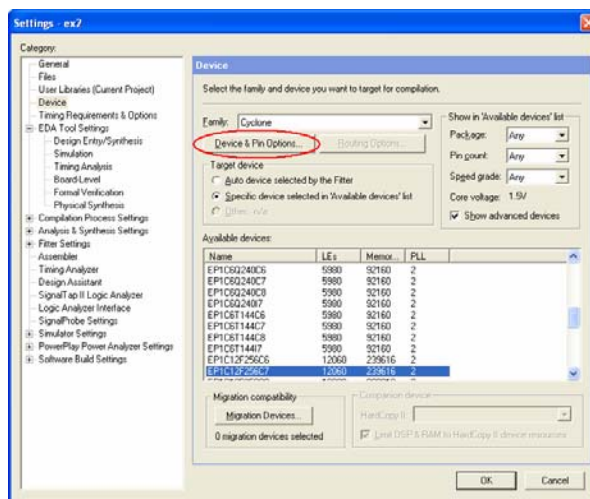 Settings - ex2
Category:
General
Files
User Libraries (Current Project)
Device
Timing Requirements & Options
EDA Tool Settings
Design Entry/Synthesis
Simulation
Timing Analysis
Board-Level
Formal Verification
Physical Synthesis
Compilation Process Settings
Analysis & Synthesis Settings
Fitter Settings
Assembler
Timing Analyzer
Design Assistant
SignalTap II Logic Analyzer
Logic Analyzer Interface
SignalProbe Settings
Simulator Settings
PowerPlay Power Analyzer Settings
Software Build Settings
Device
Select the family and device you want to target for compilation.
Family: Cyclone
Device & Pin Options...
Routing Options...
Target device
Auto device selected by the Fitter
Specific device selected in 'Available devices' list
Other: n/a
Show in 'Available devices' list
Package: Any
Pin count: Any
Speed grade: Any
Core voltage: 1.5V
Show advanced devices
Available devices:
Name LEs Memor... PLL
EP1C6Q240C6 5980 92160 2
EP1C6Q240C7 5980 92160 2
EP1C6Q240C8 5980 92160 2
EP1C6Q240I7 5980 92160 2
EP1C6T144C6 5980 92160 2
EP1C6T144C7 5980 92160 2
EP1C6T144C8 5980 92160 2
EP1C6T144I7 5980 92160 2
EP1C12F256C6 12060 239616 2
EP1C12F256C7 12060 239616 2
Migration compatibility
Migration Devices...
0 migration devices selected
Companion device
HardCopy II:
Limit DSP & RAM to HardCopy II device resources
OK
Cancel